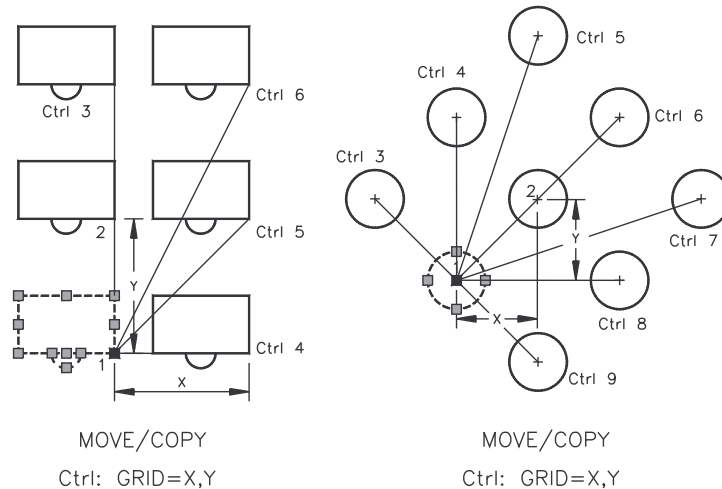 Ctrl 3
Ctrl 6
2
Ctrl 5
Y
1
Ctrl 4
X
MOVE/COPY
Ctrl: GRID=X,Y
Ctrl 5
Ctrl 4
Ctrl 6
Ctrl 3
2
Ctrl 7
Y
1
X
Ctrl 8
Ctrl 9
MOVE/COPY
Ctrl: GRID=X,Y